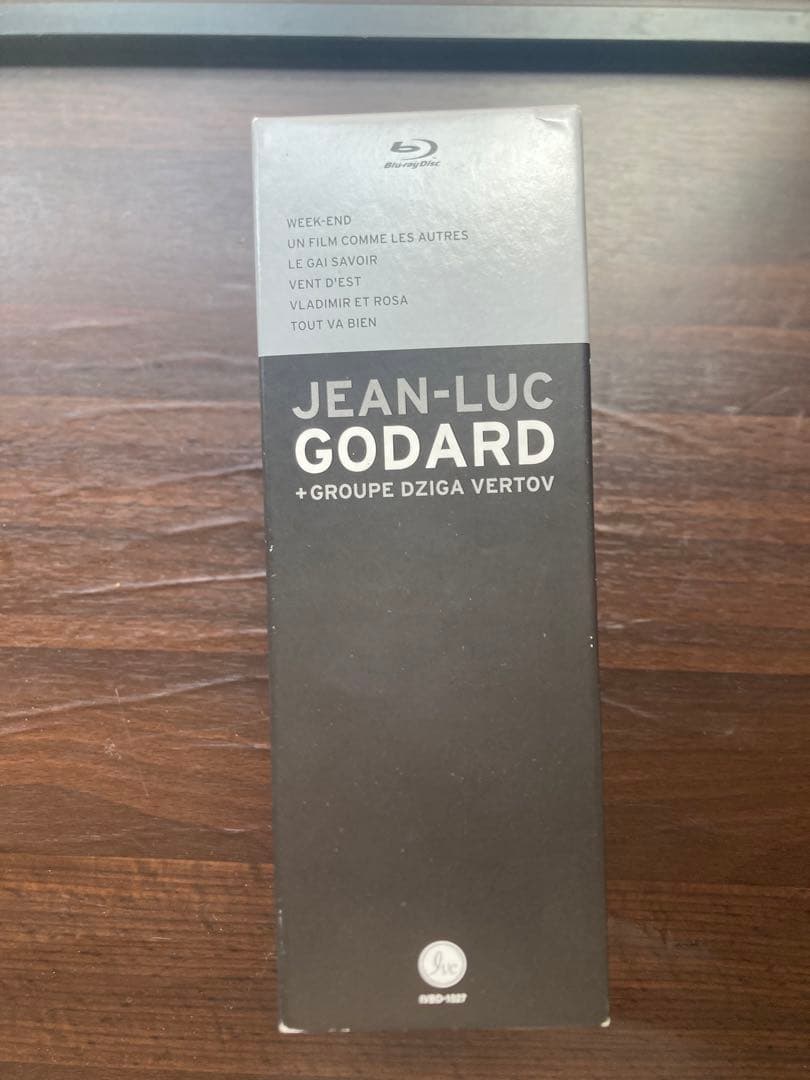 Blu-ray Disc
WEEK-END
UN FILM COMME LES AUTRES
LE GAI SAVOIR
VENT D'EST
VLADIMIR ET ROSA
TOUT VA BIEN
JEAN-LUC
GODARD
+GROUPE DZIGA VERTOV
ivc
IVBD-1027